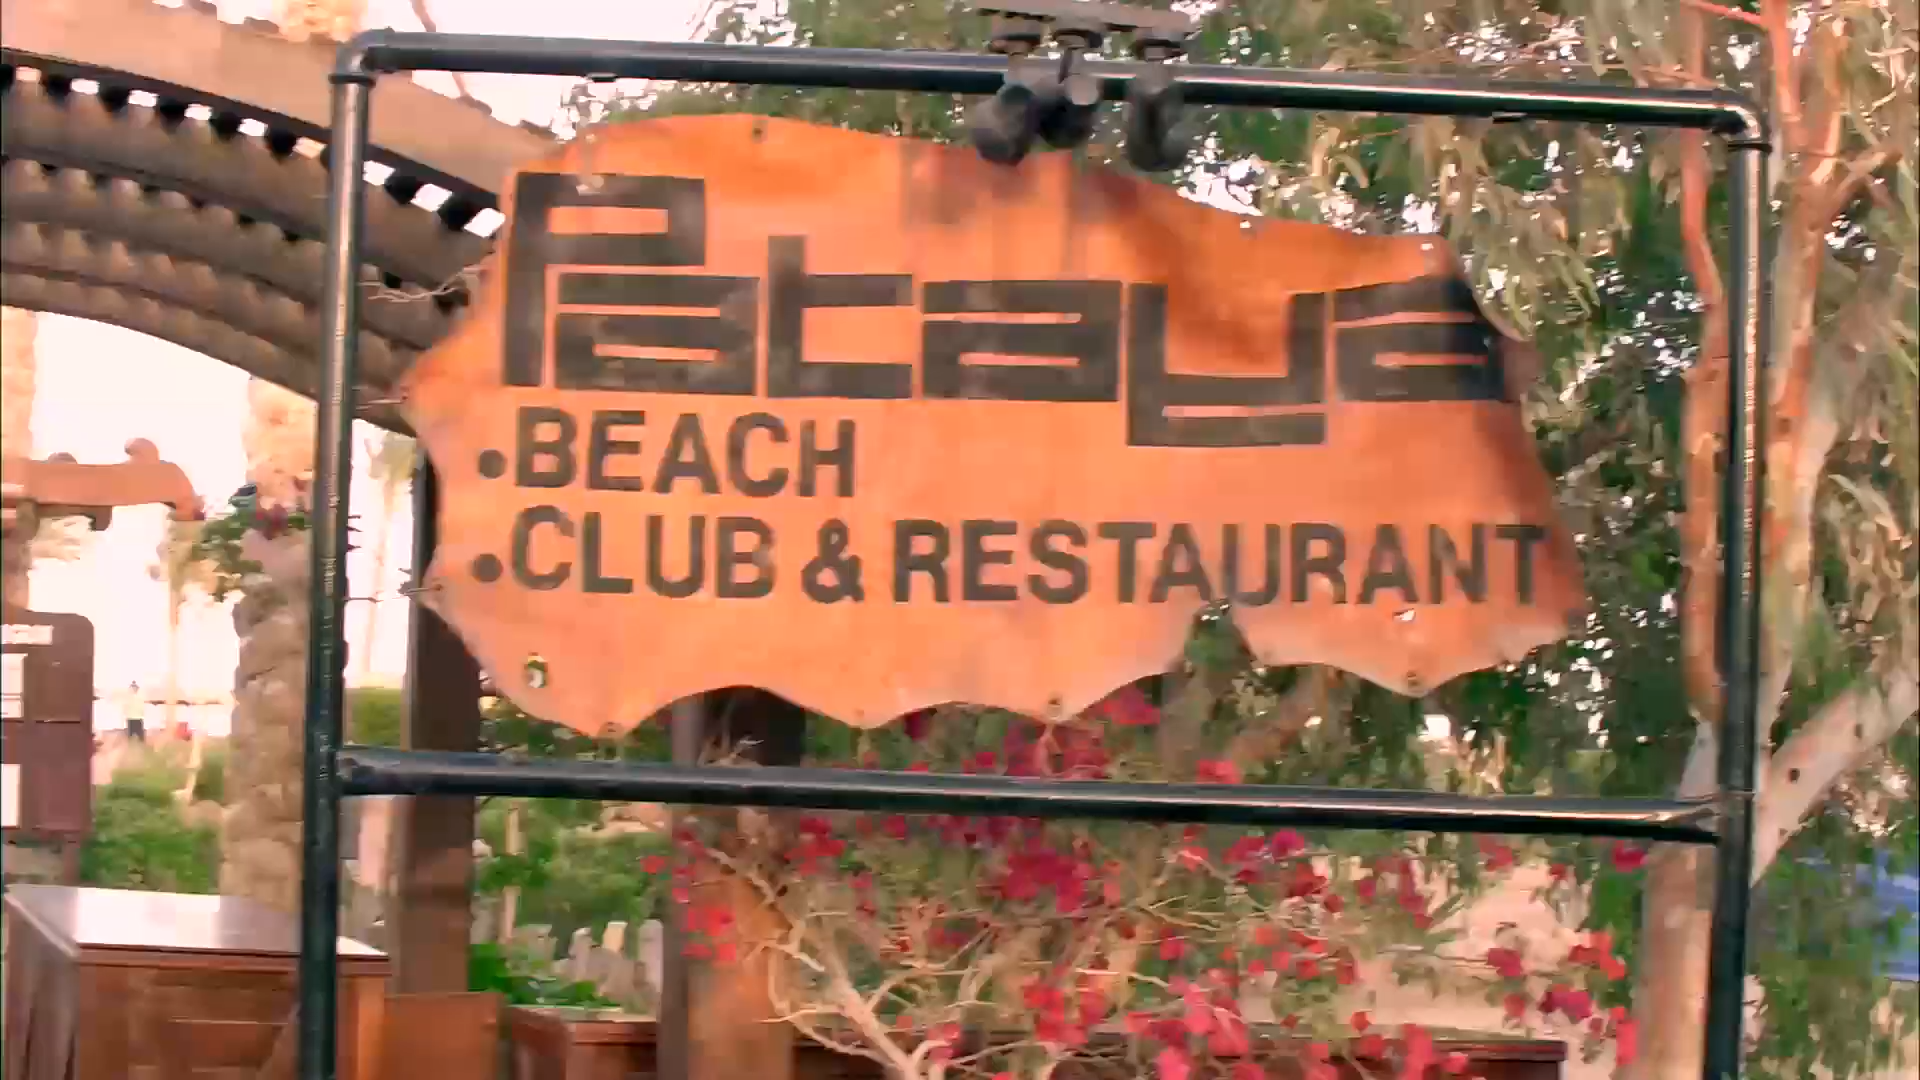 Pataya
•BEACH
•CLUB & RESTAURANT